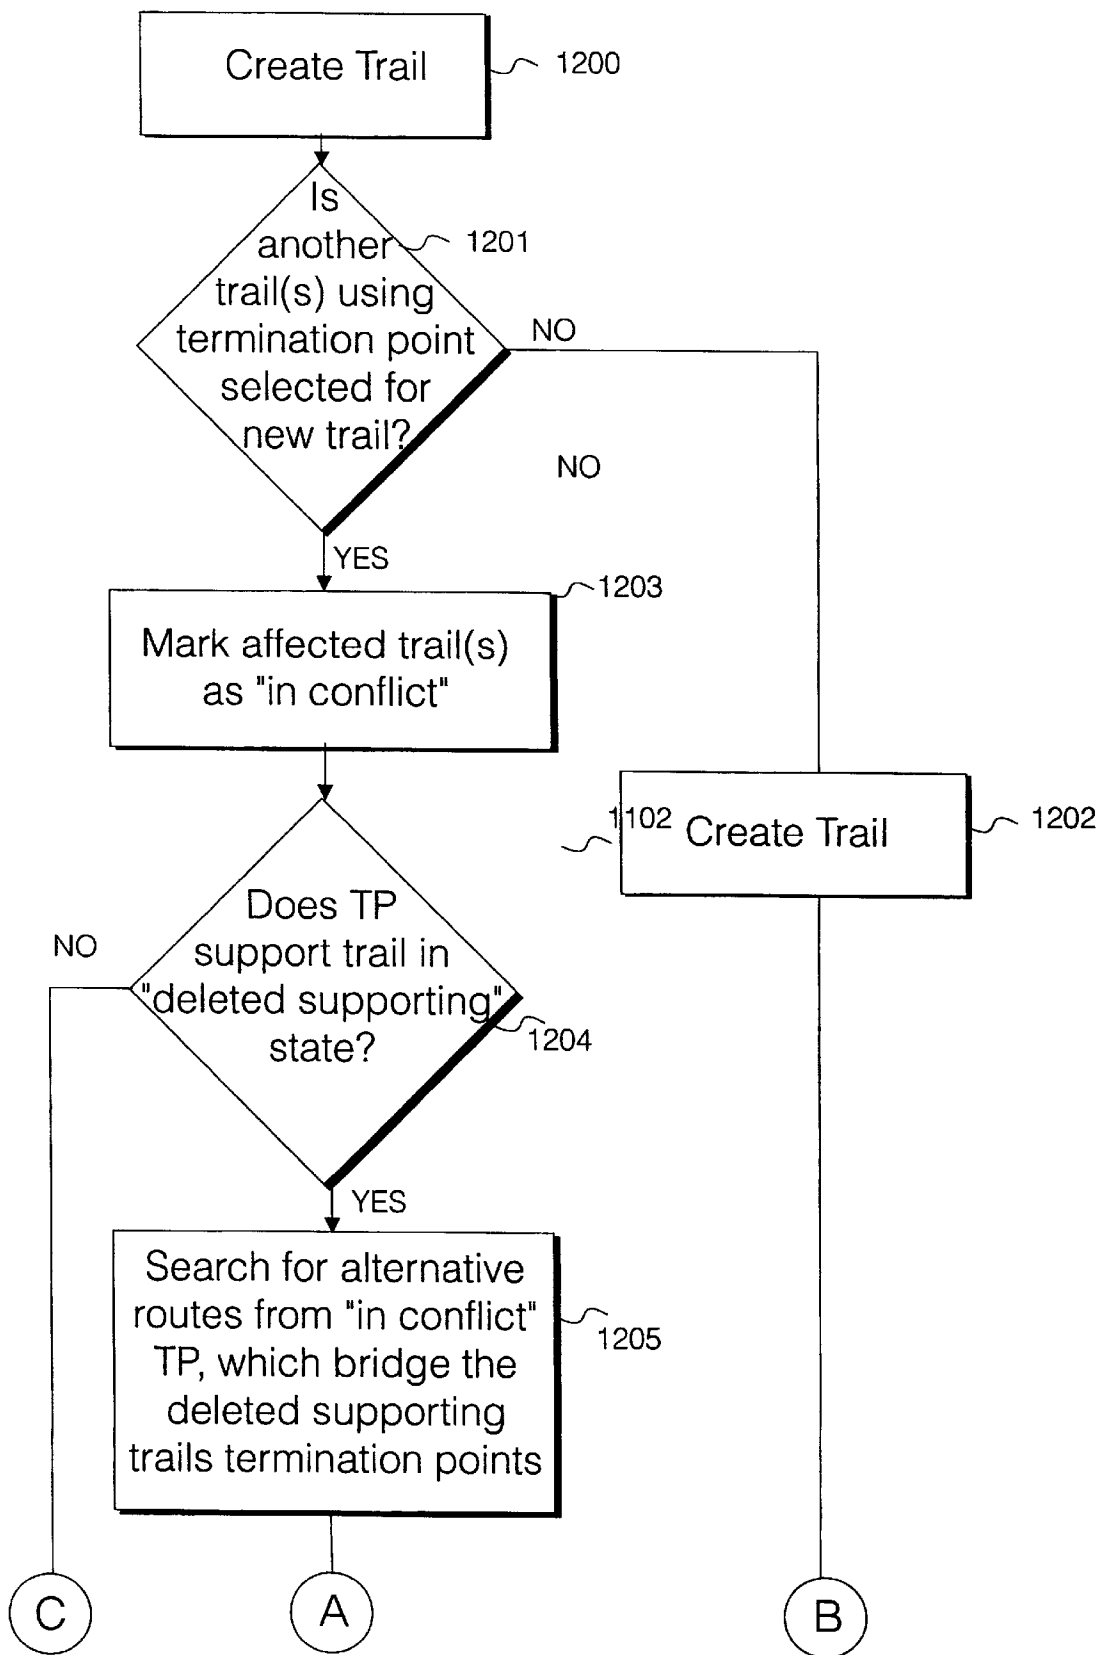 Create Trail
1200
Is
another
trail(s) using
termination point
selected for
new trail?
1201
NO
NO
YES
1203
Mark affected trail(s)
as "in conflict"
1102
Create Trail
1202
Does TP
support trail in
"deleted supporting"
state?
NO
1204
YES
Search for alternative
routes from "in conflict"
TP, which bridge the
deleted supporting
trails termination points
1205
C
A
B